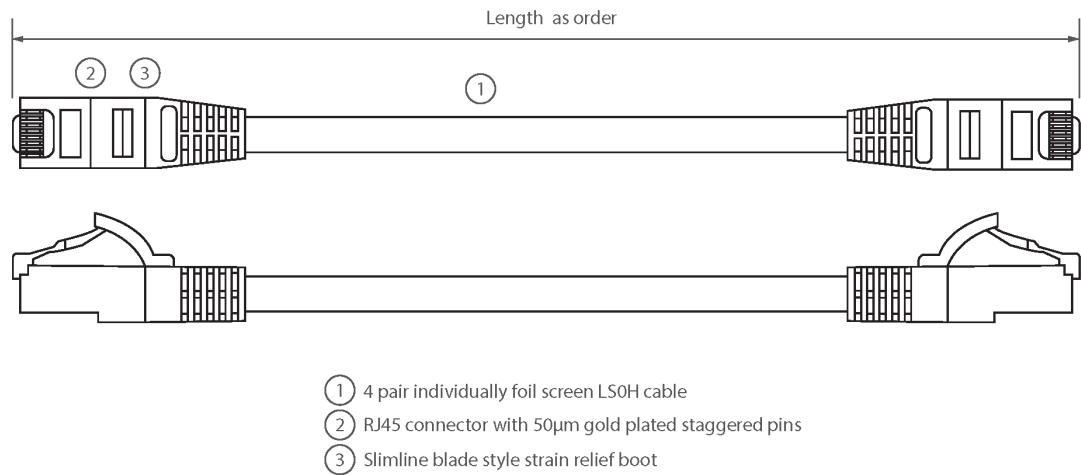 Length as order
2 3 1
1 4 pair individually foil screen LS0H cable
2 RJ45 connector with 50µm gold plated staggered pins
3 Slimline blade style strain relief boot